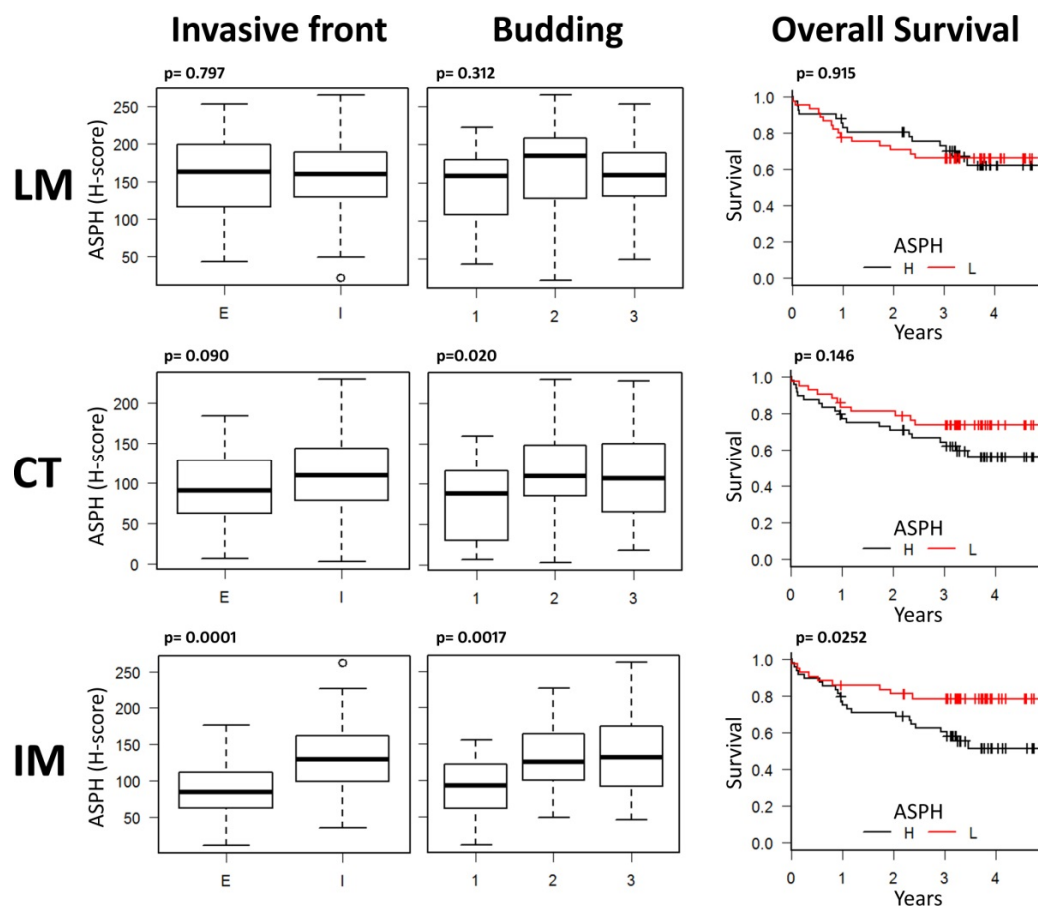 Invasive front Budding Overall Survival
LM
p= 0.797
ASPH (H-score)
250
200
150
100
50
E I
p= 0.312
1 2 3
p= 0.915
Survival
1.0
0.8
0.6
0.4
0.2
0.0
ASPH
H L
0 1 2 3 4
Years
CT
p= 0.090
ASPH (H-score)
200
150
100
50
0
E I
p=0.020
1 2 3
p= 0.146
Survival
1.0
0.8
0.6
0.4
0.2
0.0
ASPH
H L
0 1 2 3 4
Years
IM
p= 0.0001
ASPH (H-score)
250
200
150
100
50
E I
p= 0.0017
1 2 3
p= 0.0252
Survival
1.0
0.8
0.6
0.4
0.2
0.0
ASPH
H L
0 1 2 3 4
Years